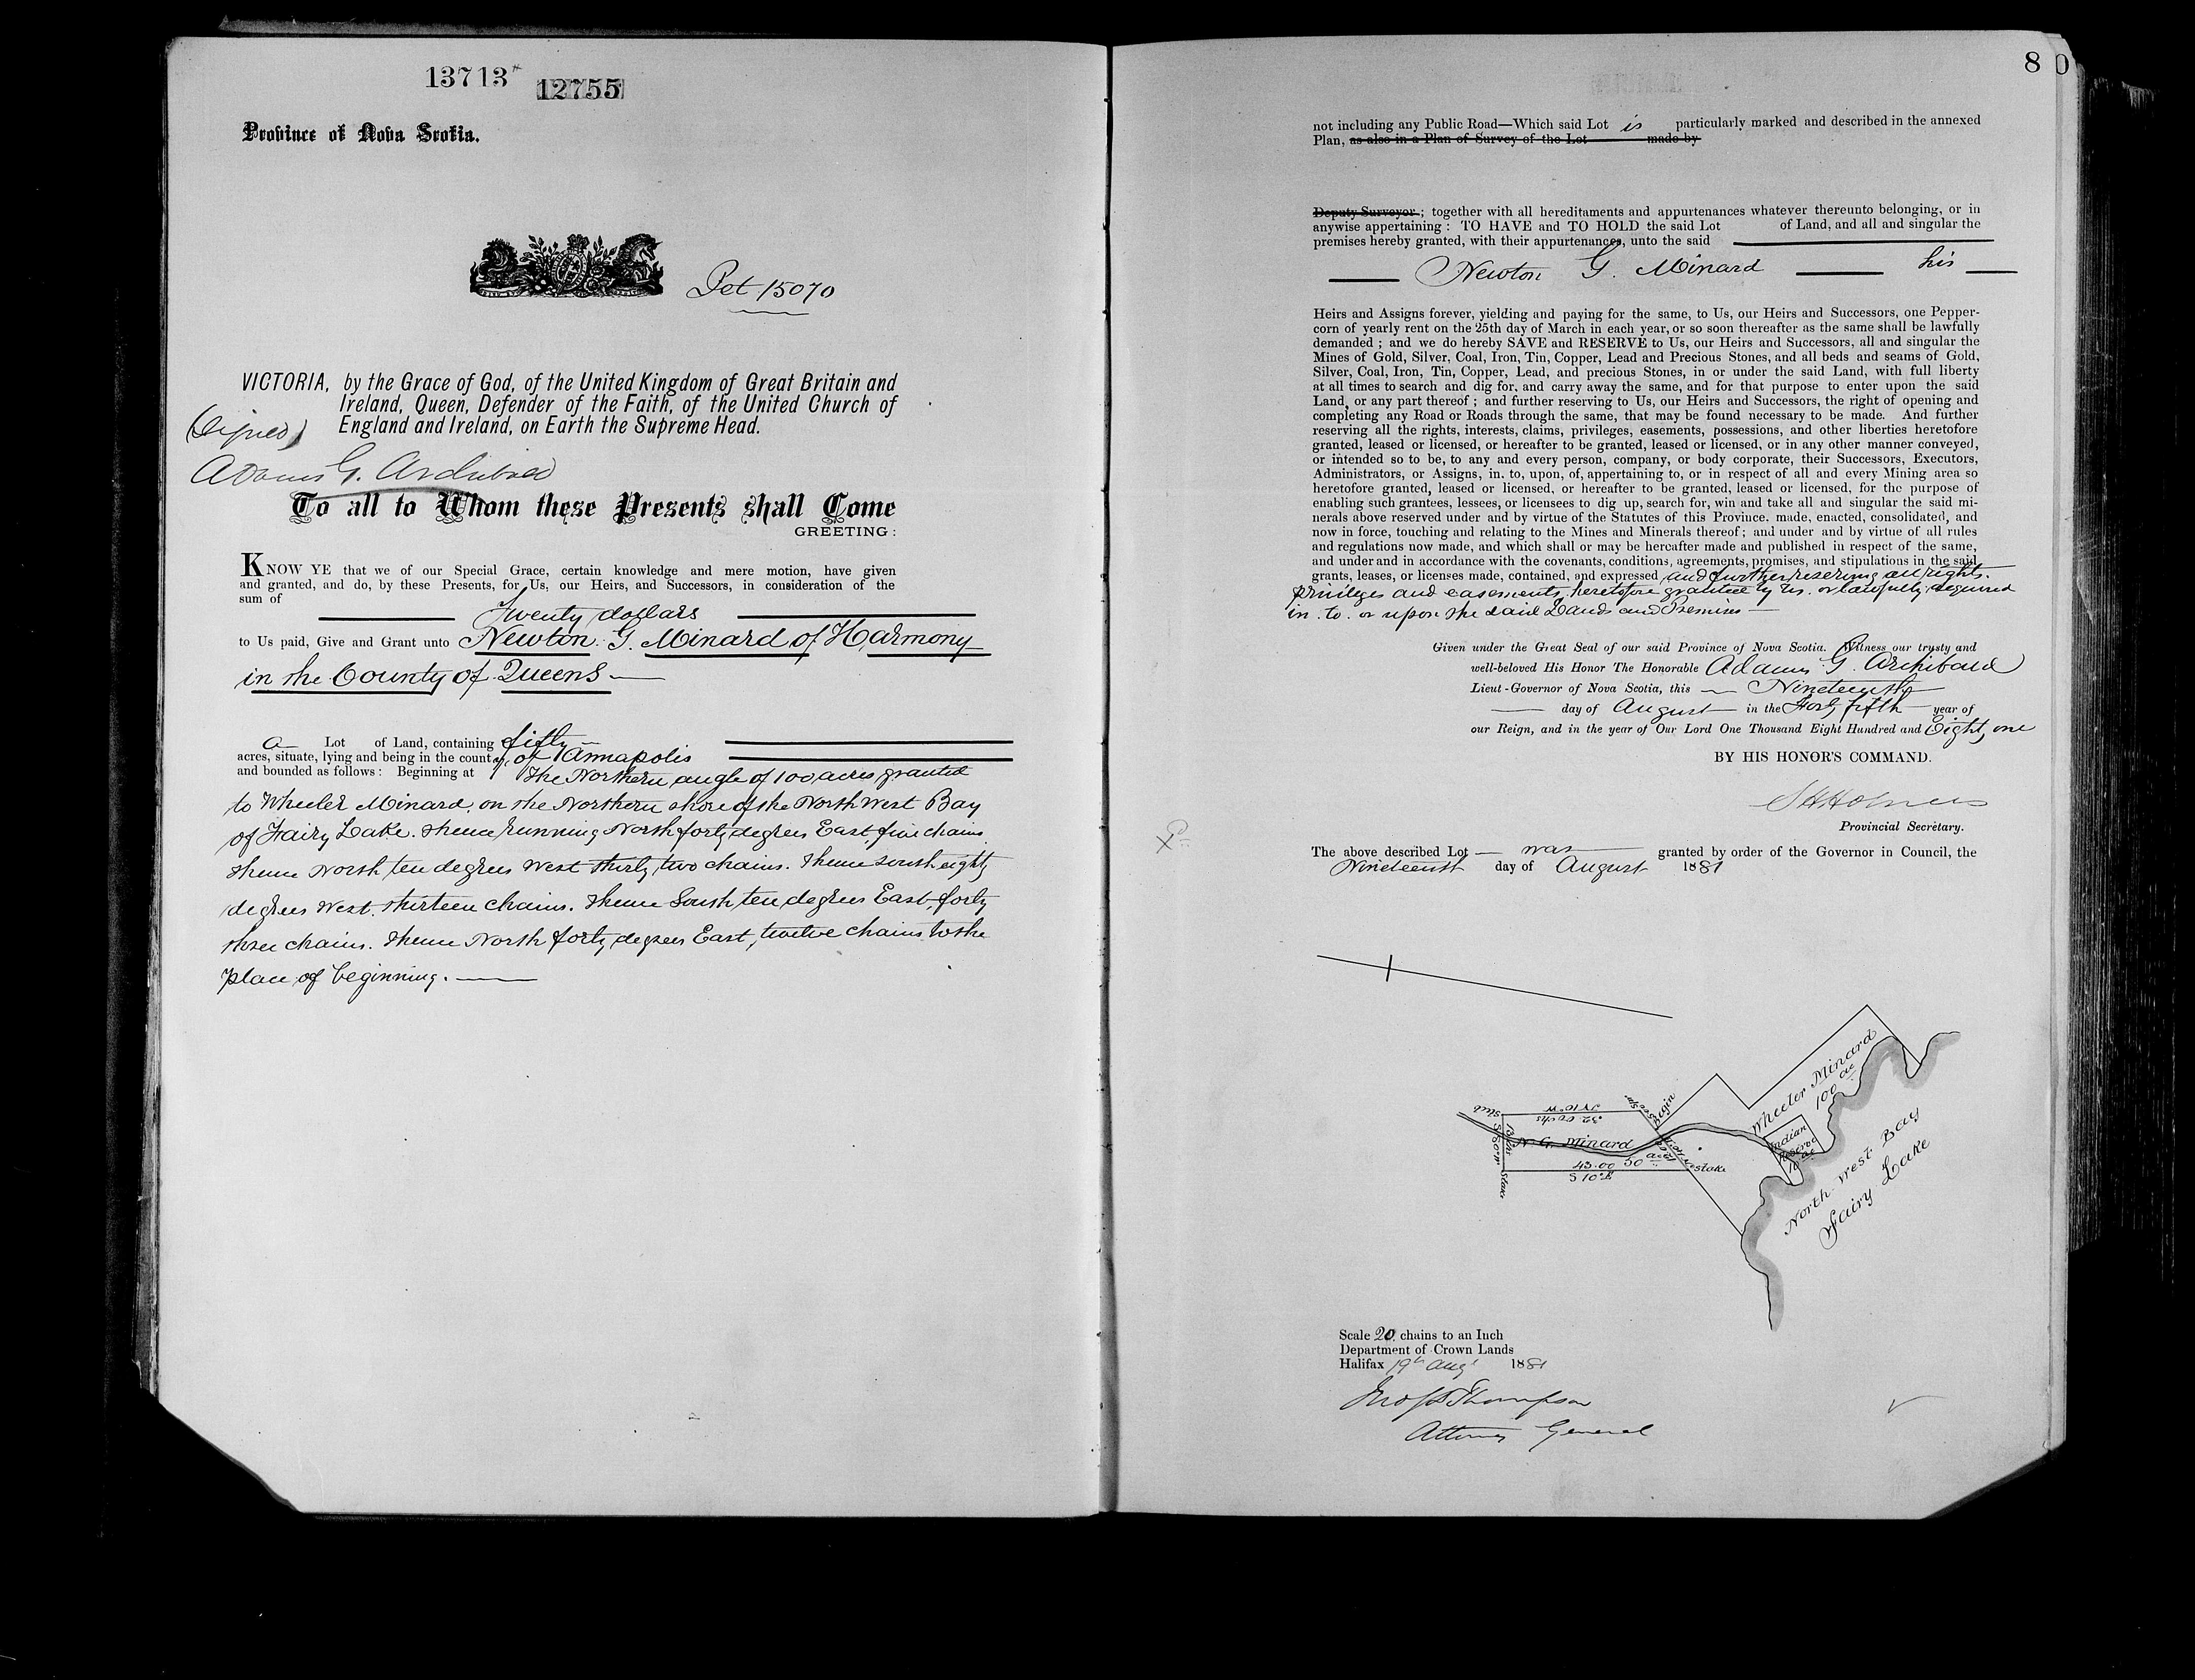 13713*
12755
Province of Nova Scotia.
Pet 15070
VICTORIA, by the Grace of God, of the United Kingdom of Great Britain and
Ireland, Queen, Defender of the Faith, of the United Church of
England and Ireland, on Earth the Supreme Head.
(Signed)
Adams G. Archibald
To all to Whom these Presents shall Come
GREETING:
KNOW YE that we of our Special Grace, certain knowledge and mere motion, have given
and granted, and do, by these Presents, for Us, our Heirs, and Successors, in consideration of the
sum of
Twenty dollars
to Us paid, Give and Grant unto Newton. G. Minard of Harmony
in the County of Queens
a Lot of Land, containing fifty
acres, situate, lying and being in the county of Annapolis
and bounded as follows: Beginning at the Northern angle of 100 acres granted
to Wheeler Minard. on the Northern shore of the North West Bay
of Fairy Lake. thence running North forty degrees East, five chains
thence North ten degrees West thirty two chains. thence South eighty
degrees West. thirteen chains. thence South ten degrees East, forty
three chains. thence North forty degrees East, twelve chains to the
place of beginning.
80
not including any Public Road—Which said Lot is particularly marked and described in the annexed
Plan, as also in a Plan of Survey of the Lot made by
Deputy Surveyor; together with all hereditaments and appurtenances whatever thereunto belonging, or in
anywise appertaining: TO HAVE and TO HOLD the said Lot of Land, and all and singular the
premises hereby granted, with their appurtenances, unto the said
Newton G. Minard his
Heirs and Assigns forever, yielding and paying for the same, to Us, our Heirs and Successors, one Pepper-
corn of yearly rent on the 25th day of March in each year, or so soon thereafter as the same shall be lawfully
demanded; and we do hereby SAVE and RESERVE to Us, our Heirs and Successors, all and singular the
Mines of Gold, Silver, Coal, Iron, Tin, Copper, Lead and Precious Stones, and all beds and seams of Gold,
Silver, Coal, Iron, Tin, Copper, Lead, and precious Stones, in or under the said Land, with full liberty
at all times to search and dig for, and carry away the same, and for that purpose to enter upon the said
Land, or any part thereof; and further reserving to Us, our Heirs and Successors, the right of opening and
completing any Road or Roads through the same, that may be found necessary to be made. And further
reserving all the rights, interests, claims, privileges, easements, possessions, and other liberties heretofore
granted, leased or licensed, or hereafter to be granted, leased or licensed, or in any other manner conveyed,
or intended so to be, to any and every person, company, or body corporate, their Successors, Executors,
Administrators, or Assigns, in, to, upon, of, appertaining to, or in respect of all and every Mining area so
heretofore granted, leased or licensed, or hereafter to be granted, leased or licensed, for the purpose of
enabling such grantees, lessees, or licensees to dig up, search for, win and take all and singular the said mi-
nerals above reserved under and by virtue of the Statutes of this Province. made, enacted, consolidated, and
now in force, touching and relating to the Mines and Minerals thereof; and under and by virtue of all rules
and regulations now made, and which shall or may be hereafter made and published in respect of the same,
and under and in accordance with the covenants, conditions, agreements, promises, and stipulations in the said
grants, leases, or licenses made, contained, and expressed and further reserving all rights.
privileges and easements, heretofore granted by us. or lawfully acquired
in. to. or upon the said Lands and Premises
Given under the Great Seal of our said Province of Nova Scotia. Witness our trusty and
well-beloved His Honor The Honorable Adams G. Archibald
Lieut-Governor of Nova Scotia, this Nineteenth
day of August in the Forty fifth year of
our Reign, and in the year of Our Lord One Thousand Eight Hundred and Eighty one
BY HIS HONOR'S COMMAND.
S H Holmes
Provincial Secretary.
The above described Lot was granted by order of the Governor in Council, the
Nineteenth day of August 1881
Wheeler Minard
100 ac
Indian
Reserve
10 ac
North West Bay
Fairy Lake
Begin
N 10° W
32 00 chs
N. G. Minard
50 acs
43.00
S 10° E
S 80° W
Stake
stake
Scale 20 chains to an Inch
Department of Crown Lands
Halifax 19th Augt 1881
Jno S D Thompson
Attorney General